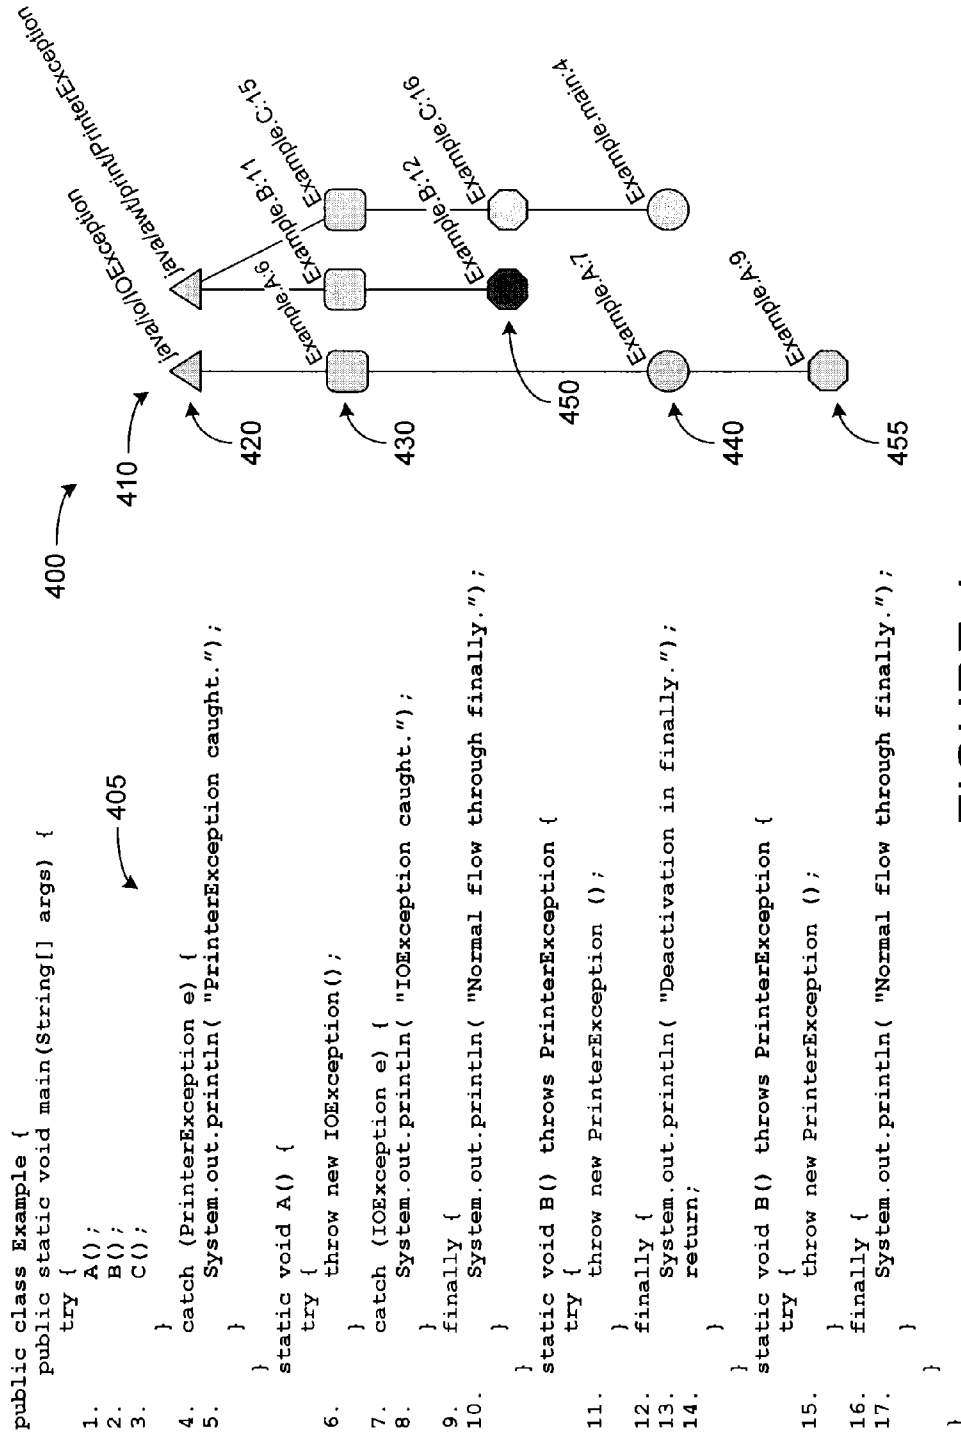 public class Example {
public static void main(String[] args) {
try {
1. A();
2. B();
3. C();
}
4. catch (PrinterException e) {
5. System.out.println( "PrinterException caught.");
}
}
static void A() {
try {
6. throw new IOException();
}
7. catch (IOException e) {
8. System.out.println( "IOException caught.");
}
9. finally {
10. System.out.println( "Normal flow through finally.");
}
}
static void B() throws PrinterException {
try {
11. throw new PrinterException ();
}
12. finally {
13. System.out.println( "Deactivation in finally.");
14. return;
}
}
static void B() throws PrinterException {
try {
15. throw new PrinterException ();
}
16. finally {
17. System.out.println( "Normal flow through finally.");
}
}
}
405
400
410
420
430
450
440
455
java/io/IOException
java/awt/print/PrinterException
Example.A:6
Example.B:11
Example.C:15
Example.B:12
Example.C:16
Example.A:7
Example.main:4
Example.A:9